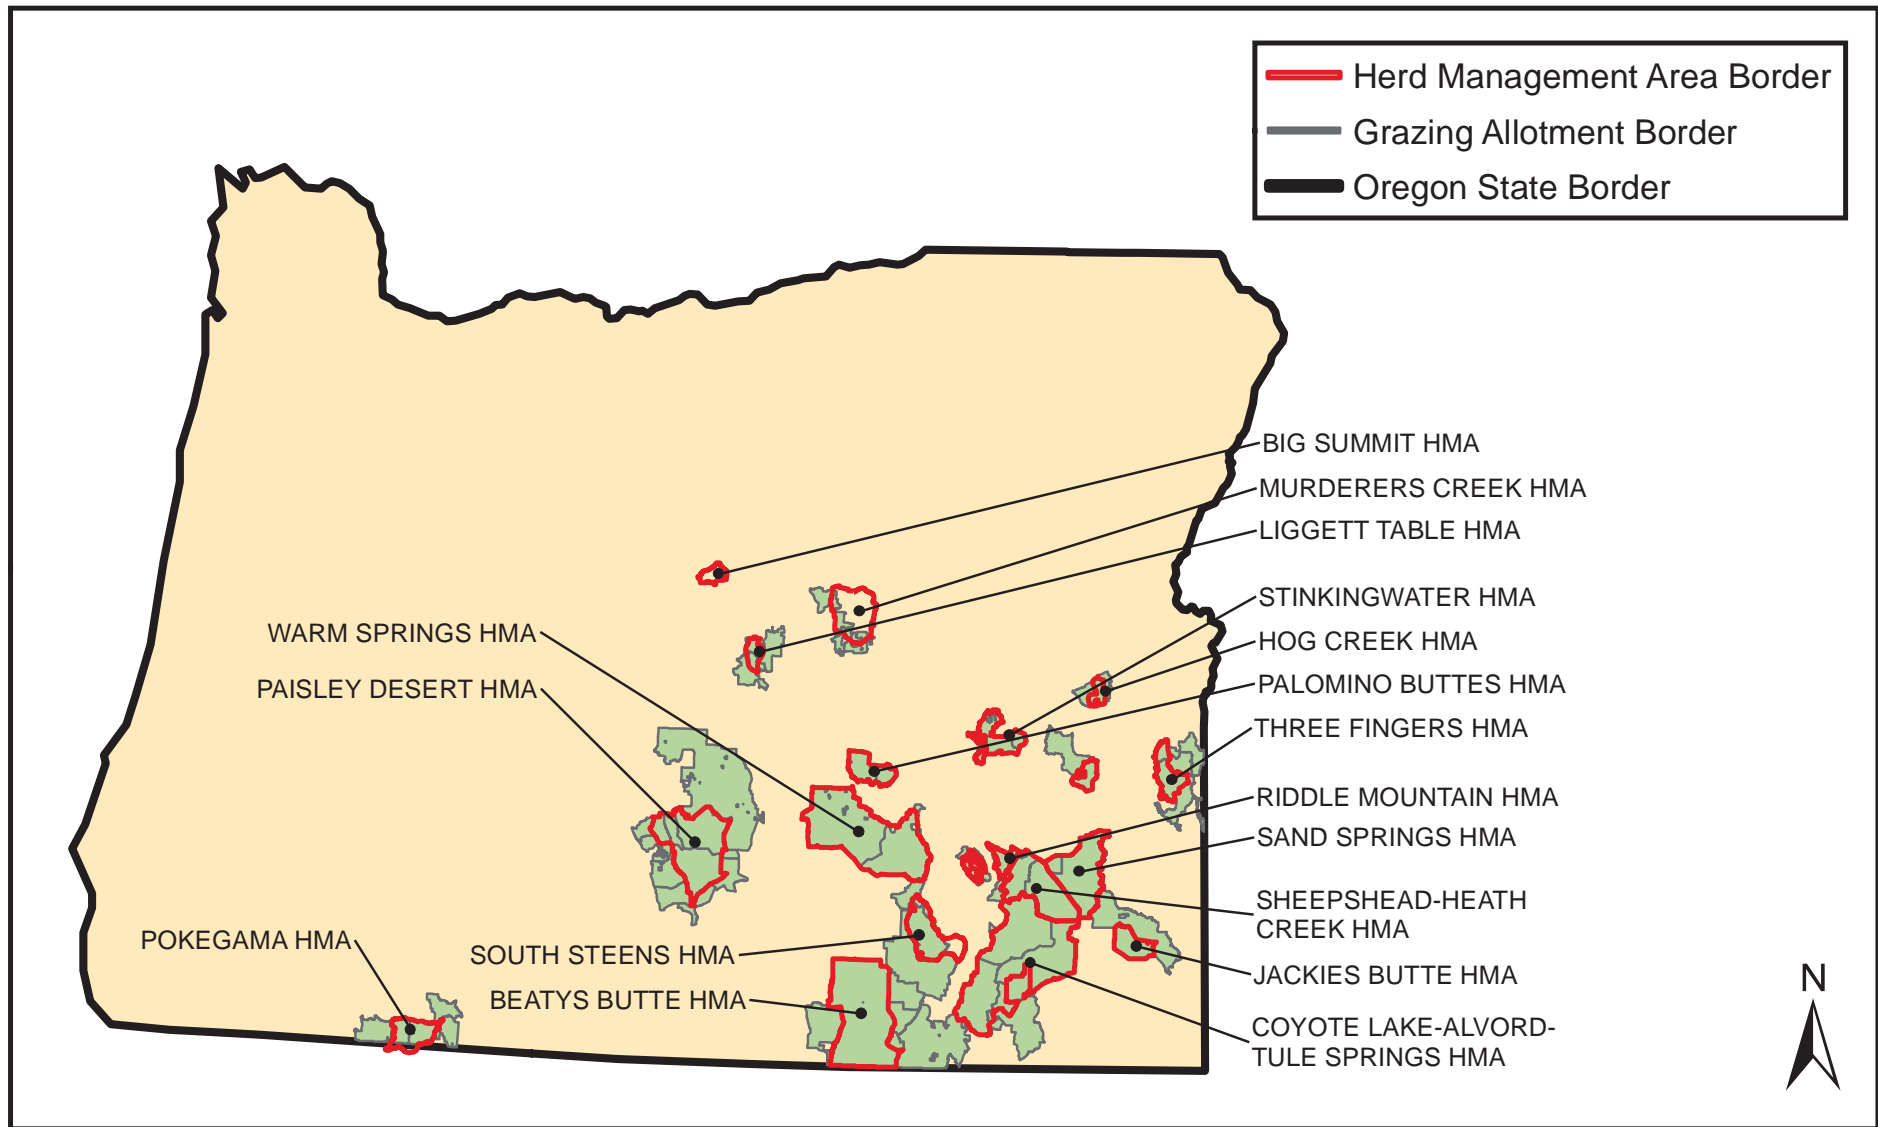 Herd Management Area Border
Grazing Allotment Border
Oregon State Border
BIG SUMMIT HMA
MURDERERS CREEK HMA
LIGGETT TABLE HMA
STINKINGWATER HMA
HOG CREEK HMA
PALOMINO BUTTES HMA
THREE FINGERS HMA
RIDDLE MOUNTAIN HMA
SAND SPRINGS HMA
SHEEPSHEAD-HEATH
CREEK HMA
JACKIES BUTTE HMA
COYOTE LAKE-ALVORD-
TULE SPRINGS HMA
WARM SPRINGS HMA
PAISLEY DESERT HMA
POKEGAMA HMA
SOUTH STEENS HMA
BEATYS BUTTE HMA
N